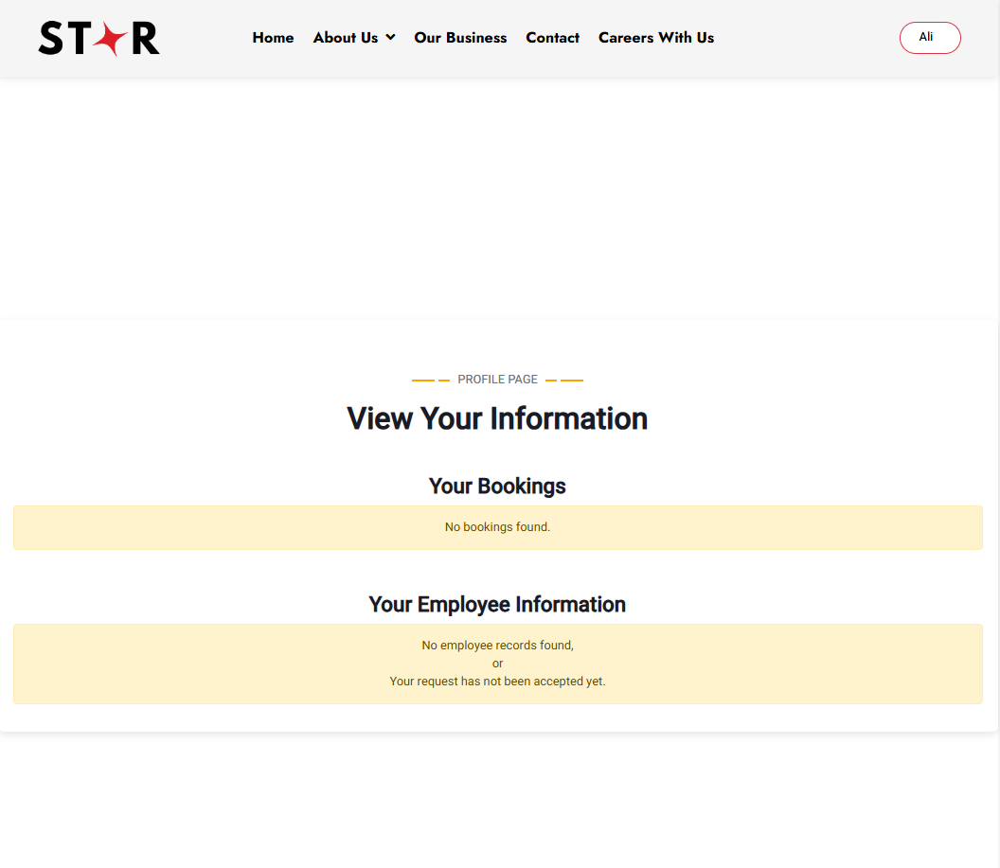 STAR
Home About Us Our Business Contact Careers With Us
Ali
PROFILE PAGE
View Your Information
Your Bookings
No bookings found.
Your Employee Information
No employee records found,
or
Your request has not been accepted yet.